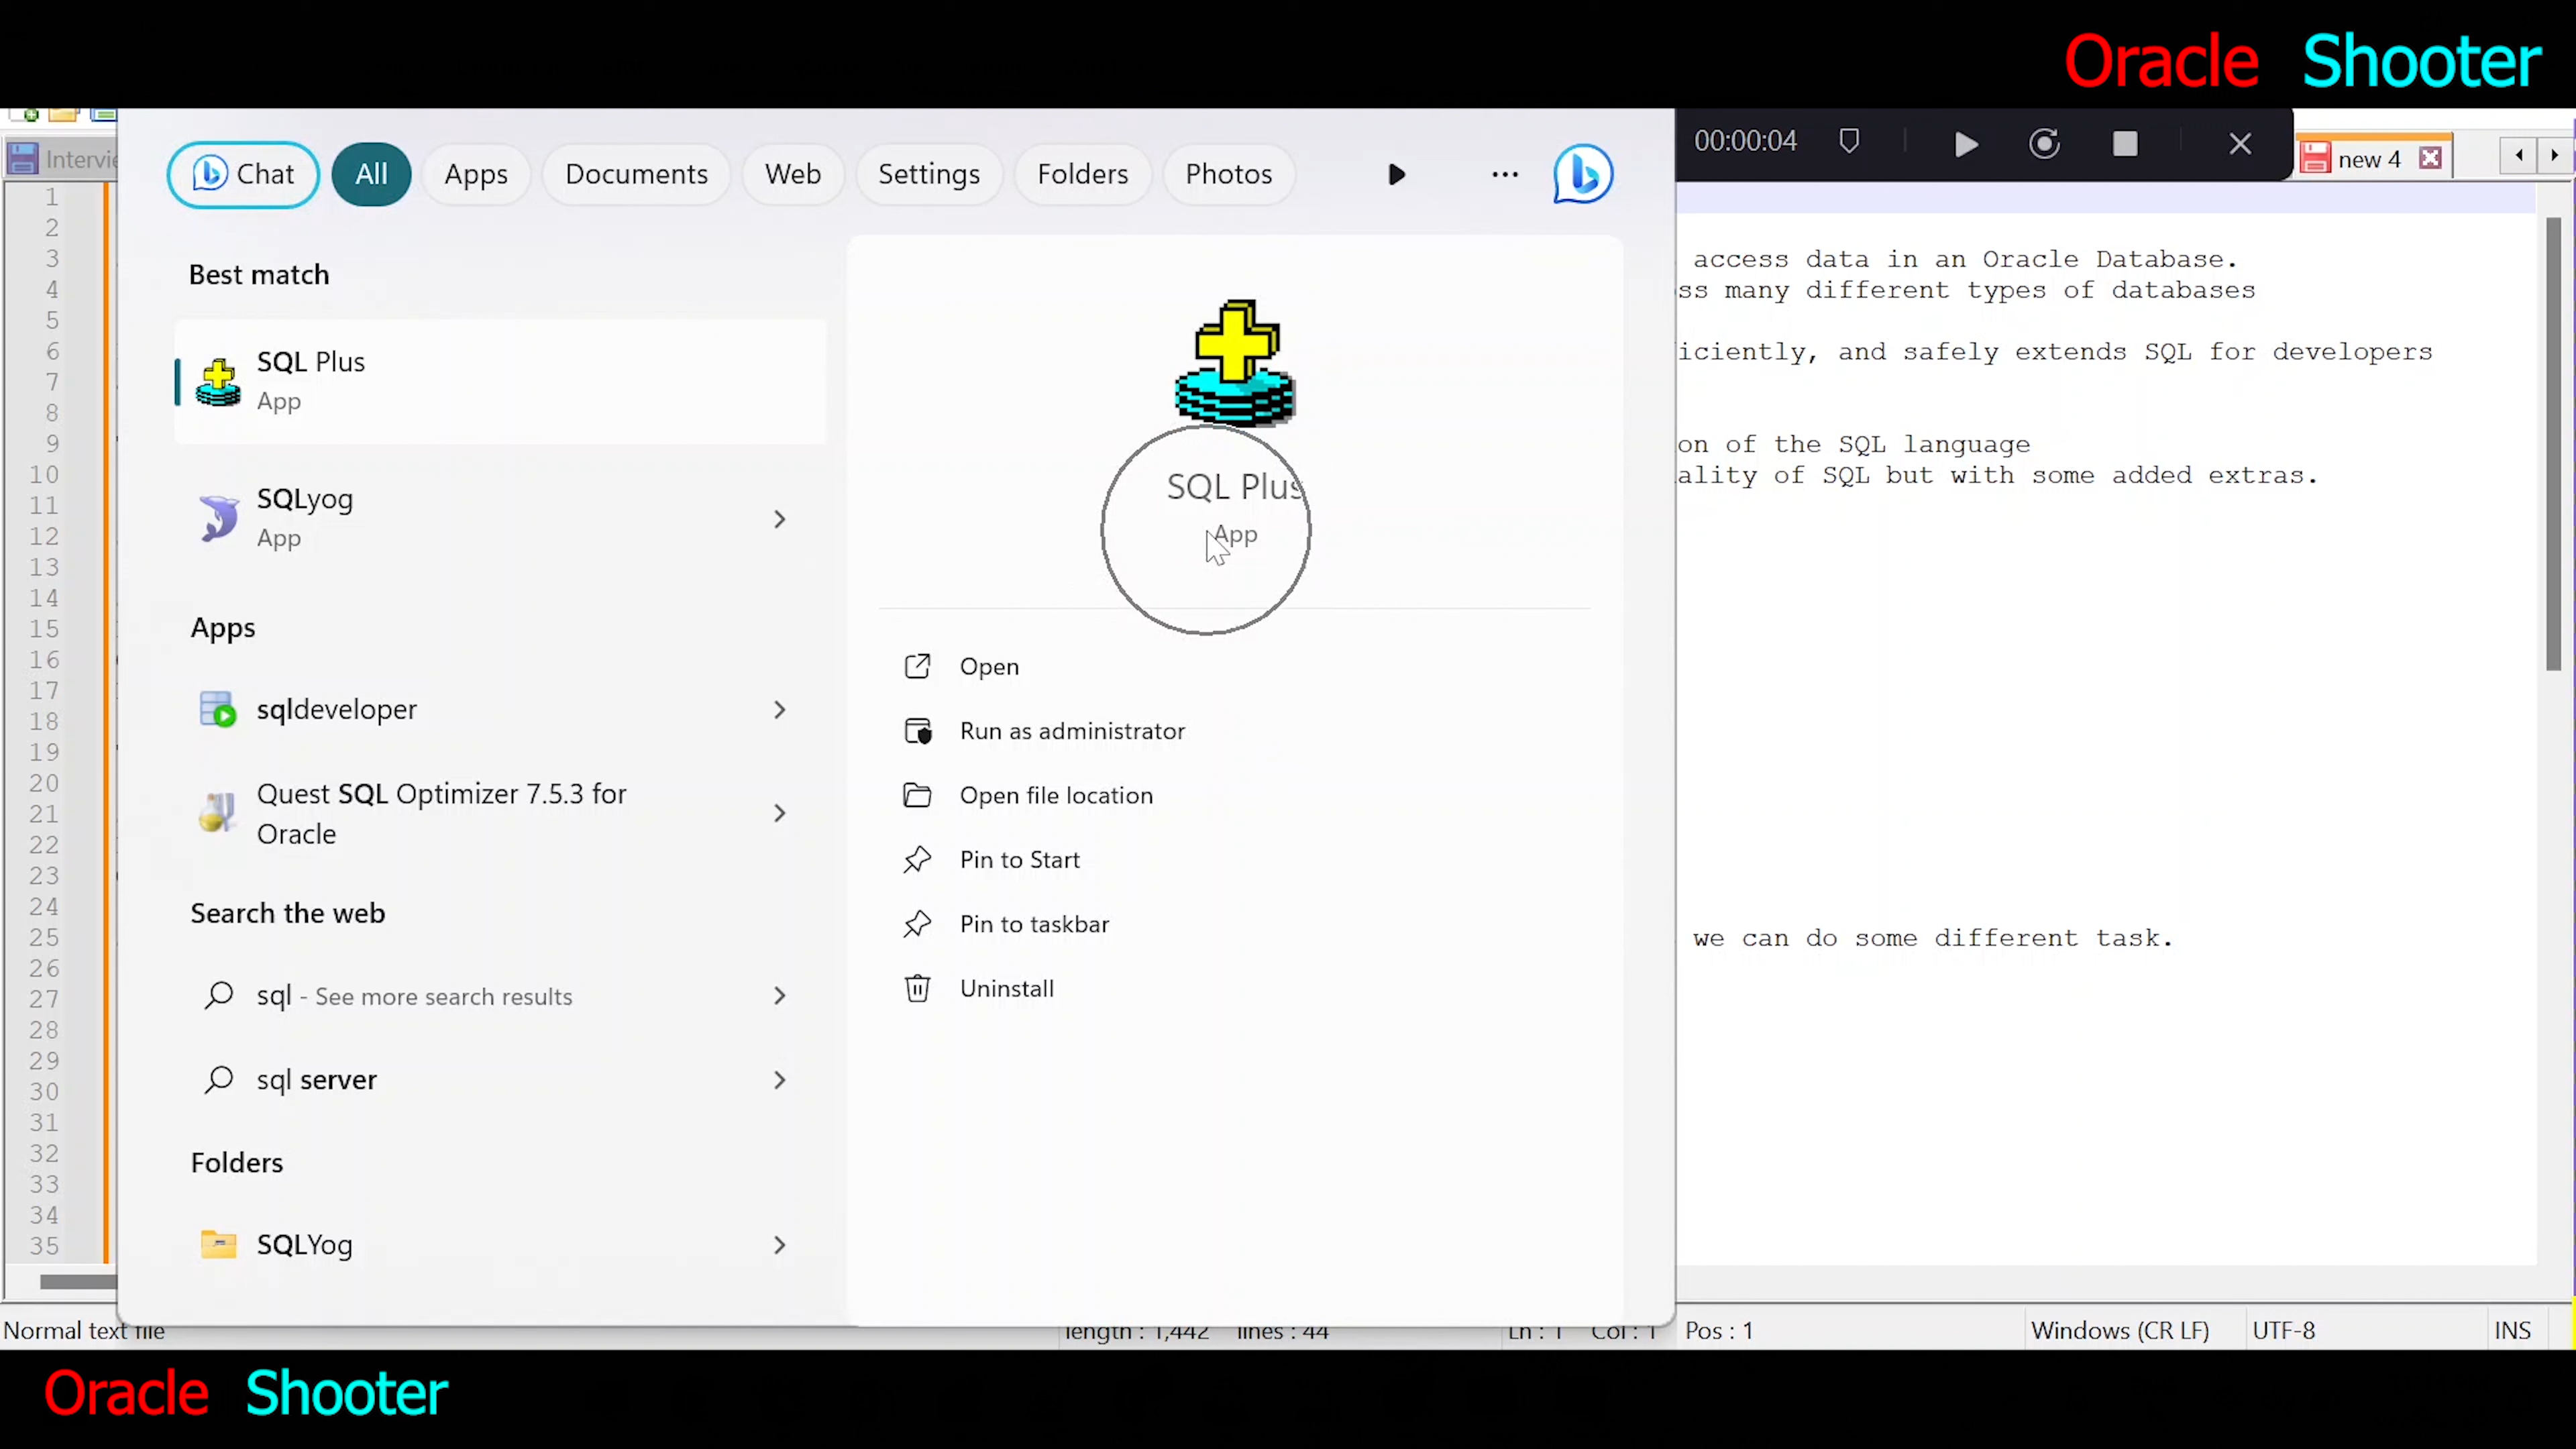 Oracle Shooter
Chat
All
Apps
Documents
Web
Settings
Folders
Photos
00:00:04
new 4
Best match
SQL Plus
App
SQLyog
App
Apps
sqldeveloper
Quest SQL Optimizer 7.5.3 for
Oracle
Search the web
sql - See more search results
sql server
Folders
SQLYog
SQL Plus
App
Open
Run as administrator
Open file location
Pin to Start
Pin to taskbar
Uninstall
1
2
3
4
5
6
7
8
9
10
11
12
13
14
15
16
17
18
19
20
21
22
23
24
25
26
27
28
29
30
31
32
33
34
35
access data in an Oracle Database.
many different types of databases
and safely extends SQL for developers
of the SQL language
of SQL but with some added extras.
we can do some different task.
Normal text file
length : 1,442 lines : 44
Ln : 1 Col : 1 Pos : 1
Windows (CR LF)
UTF-8
INS
Oracle Shooter